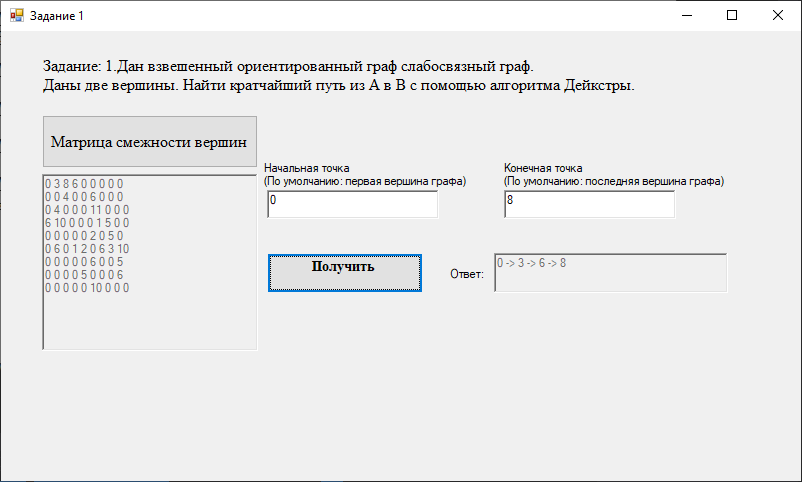 Задание 1
Задание: 1.Дан взвешенный ориентированный граф слабосвязный граф.
Даны две вершины. Найти кратчайший путь из А в В с помощью алгоритма Дейкстры.
Матрица смежности вершин
0 3 8 6 0 0 0 0 0
0 0 4 0 0 6 0 0 0
0 4 0 0 0 11 0 0 0
6 10 0 0 0 1 5 0 0
0 0 0 0 0 2 0 5 0
0 6 0 1 2 0 6 3 10
0 0 0 0 0 6 0 0 5
0 0 0 0 5 0 0 0 6
0 0 0 0 0 10 0 0 0
Начальная точка
(По умолчанию: первая вершина графа)
0
Конечная точка
(По умолчанию: последняя вершина графа)
8
Получить
Ответ:
0 -> 3 -> 6 -> 8